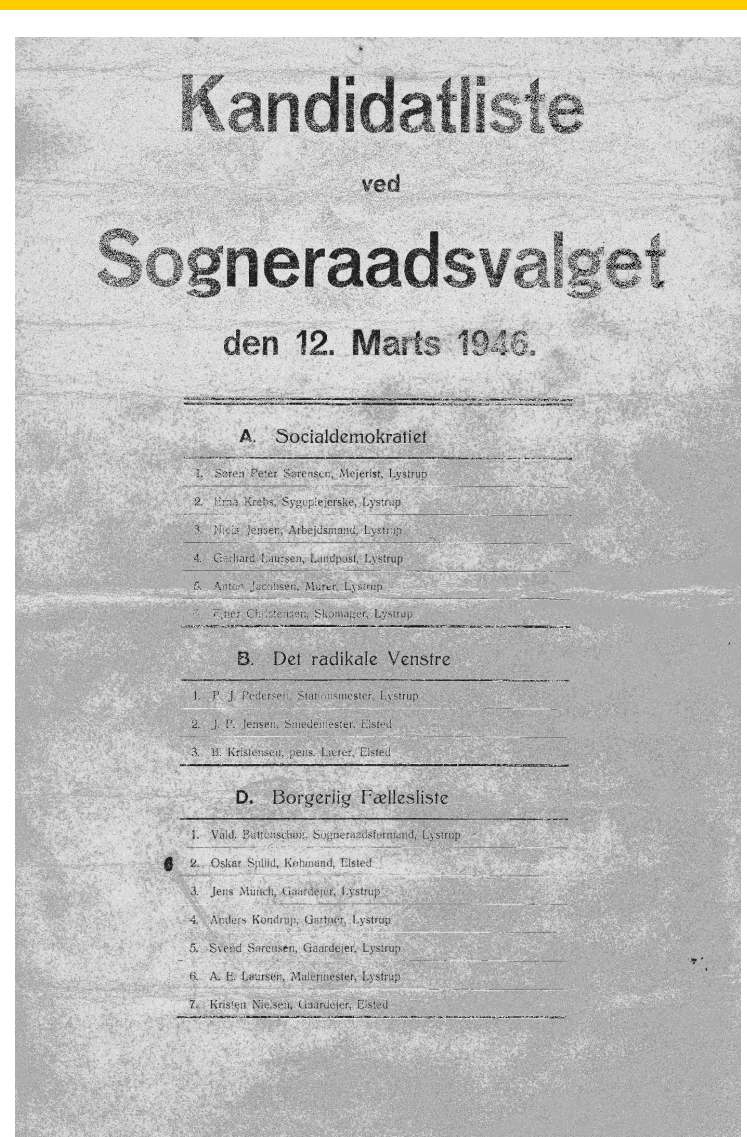 Kandidatliste
ved
Sogneraadsvalget
den 12. Marts 1946.
A. Socialdemokratiet
1. Søren Peter Sørensen, Mejerist, Lystrup
2. Erna Krebs, Sygeplejerske, Lystrup
3. Niels Jensen, Arbejdsmand, Lystrup
4. Gerhard Laursen, Landpost, Lystrup
5. Anton Jacobsen, Murer, Lystrup
Christensen, Skomager, Lystrup
B. Det radikale Venstre
1. P. J. Pedersen, Stationsmester, Lystrup
2. J. P. Jensen, Smedemester, Elsted
3. B. Kristensen, pens. Lærer, Elsted
D. Borgerlig Fællesliste
1. Vald. Buttenschøn, Sogneraadsformand, Lystrup
2. Oskar Spliid, Købmand, Elsted
3. Jens Munch, Gaardejer, Lystrup
4. Anders Kondrup, Gartner, Lystrup
5. Svend Sørensen, Gaardejer, Lystrup
6. A. E. Laursen, Malermester, Lystrup
7. Kristen Nielsen, Gaardejer, Elsted